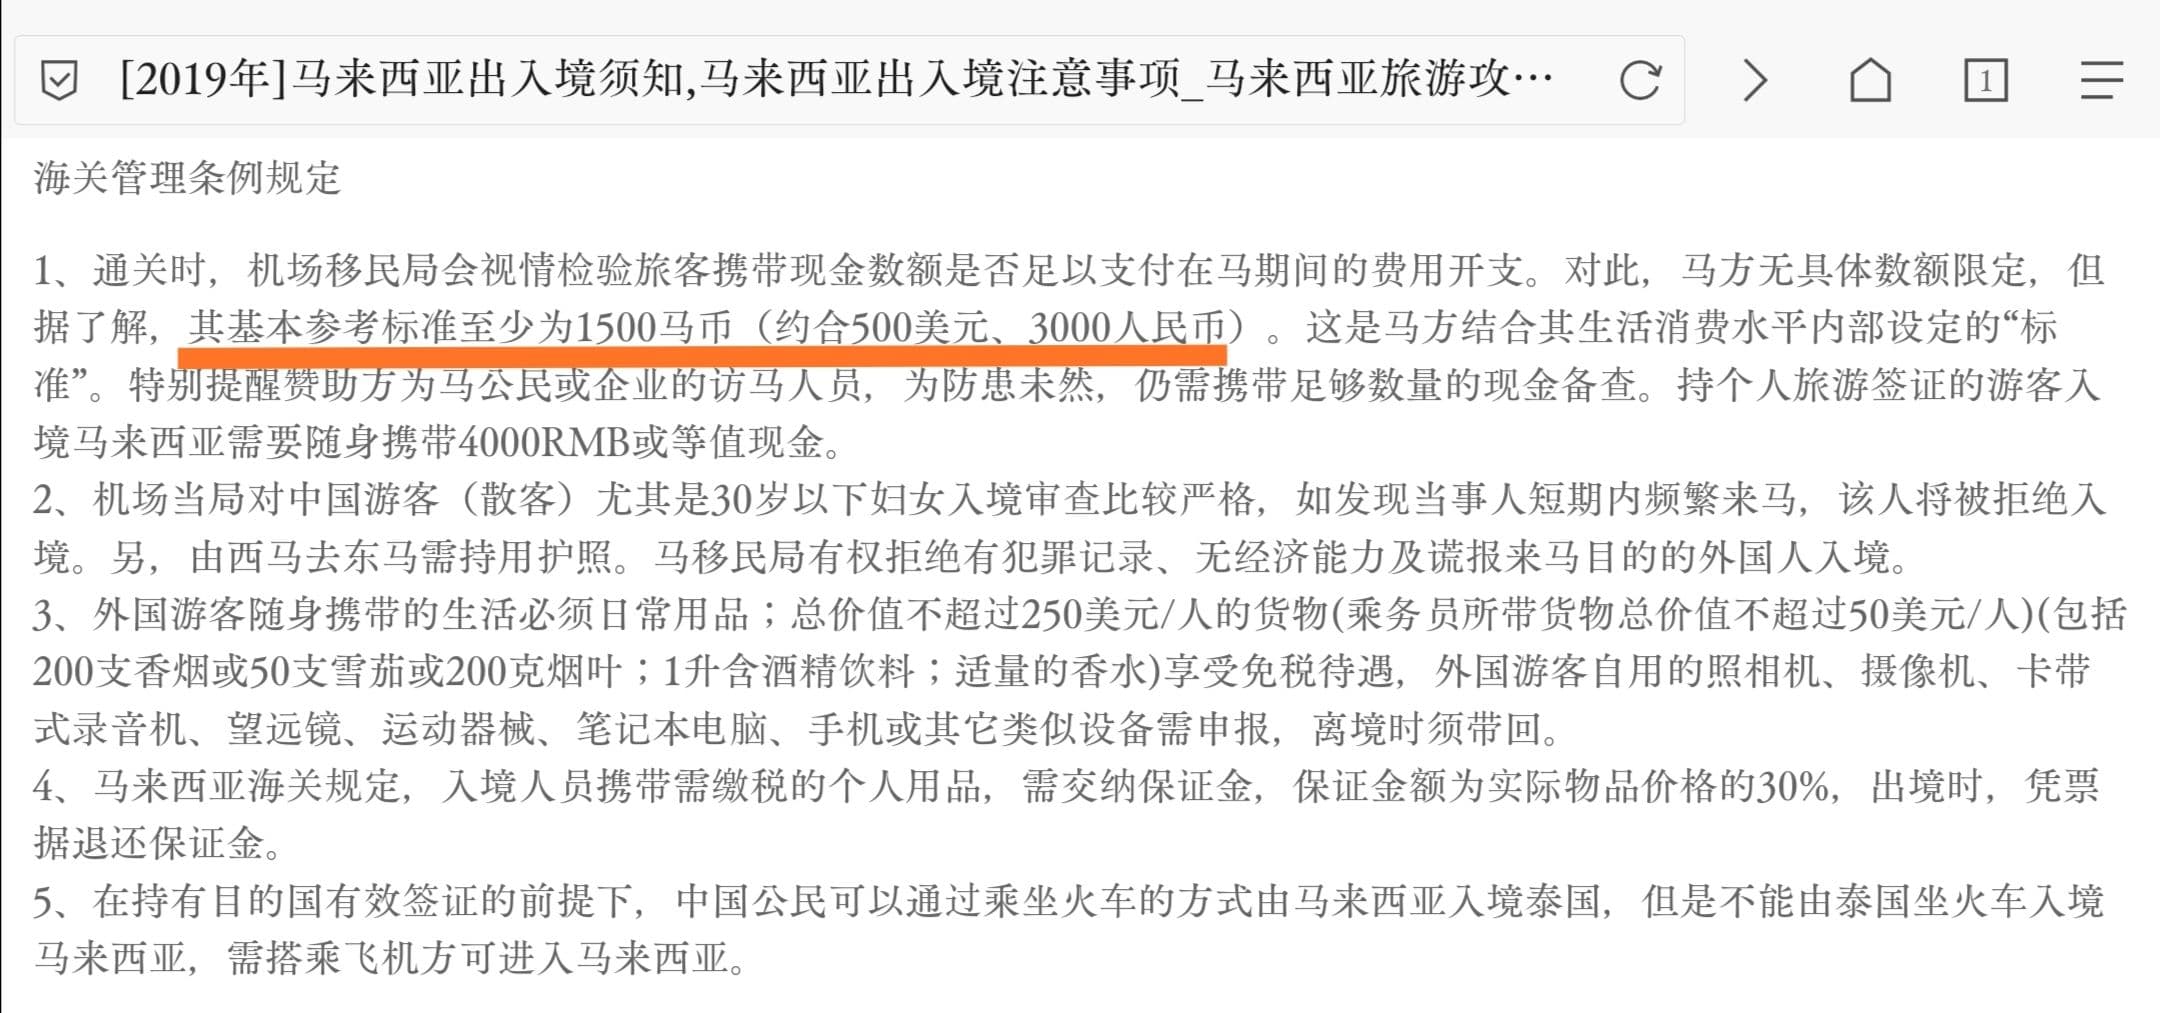 [2019年]马来西亚出入境须知,马来西亚出入境注意事项_马来西亚旅游攻…
1
海关管理条例规定
1、通关时，机场移民局会视情检验旅客携带现金数额是否足以支付在马期间的费用开支。对此，马方无具体数额限定，但
据了解，其基本参考标准至少为1500马币（约合500美元、3000人民币）。这是马方结合其生活消费水平内部设定的“标
准”。特别提醒赞助方为马公民或企业的访马人员，为防患未然，仍需携带足够数量的现金备查。持个人旅游签证的游客入
境马来西亚需要随身携带4000RMB或等值现金。
2、机场当局对中国游客（散客）尤其是30岁以下妇女入境审查比较严格，如发现当事人短期内频繁来马，该人将被拒绝入
境。另，由西马去东马需持用护照。马移民局有权拒绝有犯罪记录、无经济能力及谎报来马目的的外国人入境。
3、外国游客随身携带的生活必须日常用品；总价值不超过250美元/人的货物(乘务员所带货物总价值不超过50美元/人)(包括
200支香烟或50支雪茄或200克烟叶；1升含酒精饮料；适量的香水)享受免税待遇，外国游客自用的照相机、摄像机、卡带
式录音机、望远镜、运动器械、笔记本电脑、手机或其它类似设备需申报，离境时须带回。
4、马来西亚海关规定，入境人员携带需缴税的个人用品，需交纳保证金，保证金额为实际物品价格的30%，出境时，凭票
据退还保证金。
5、在持有目的国有效签证的前提下，中国公民可以通过乘坐火车的方式由马来西亚入境泰国，但是不能由泰国坐火车入境
马来西亚，需搭乘飞机方可进入马来西亚。